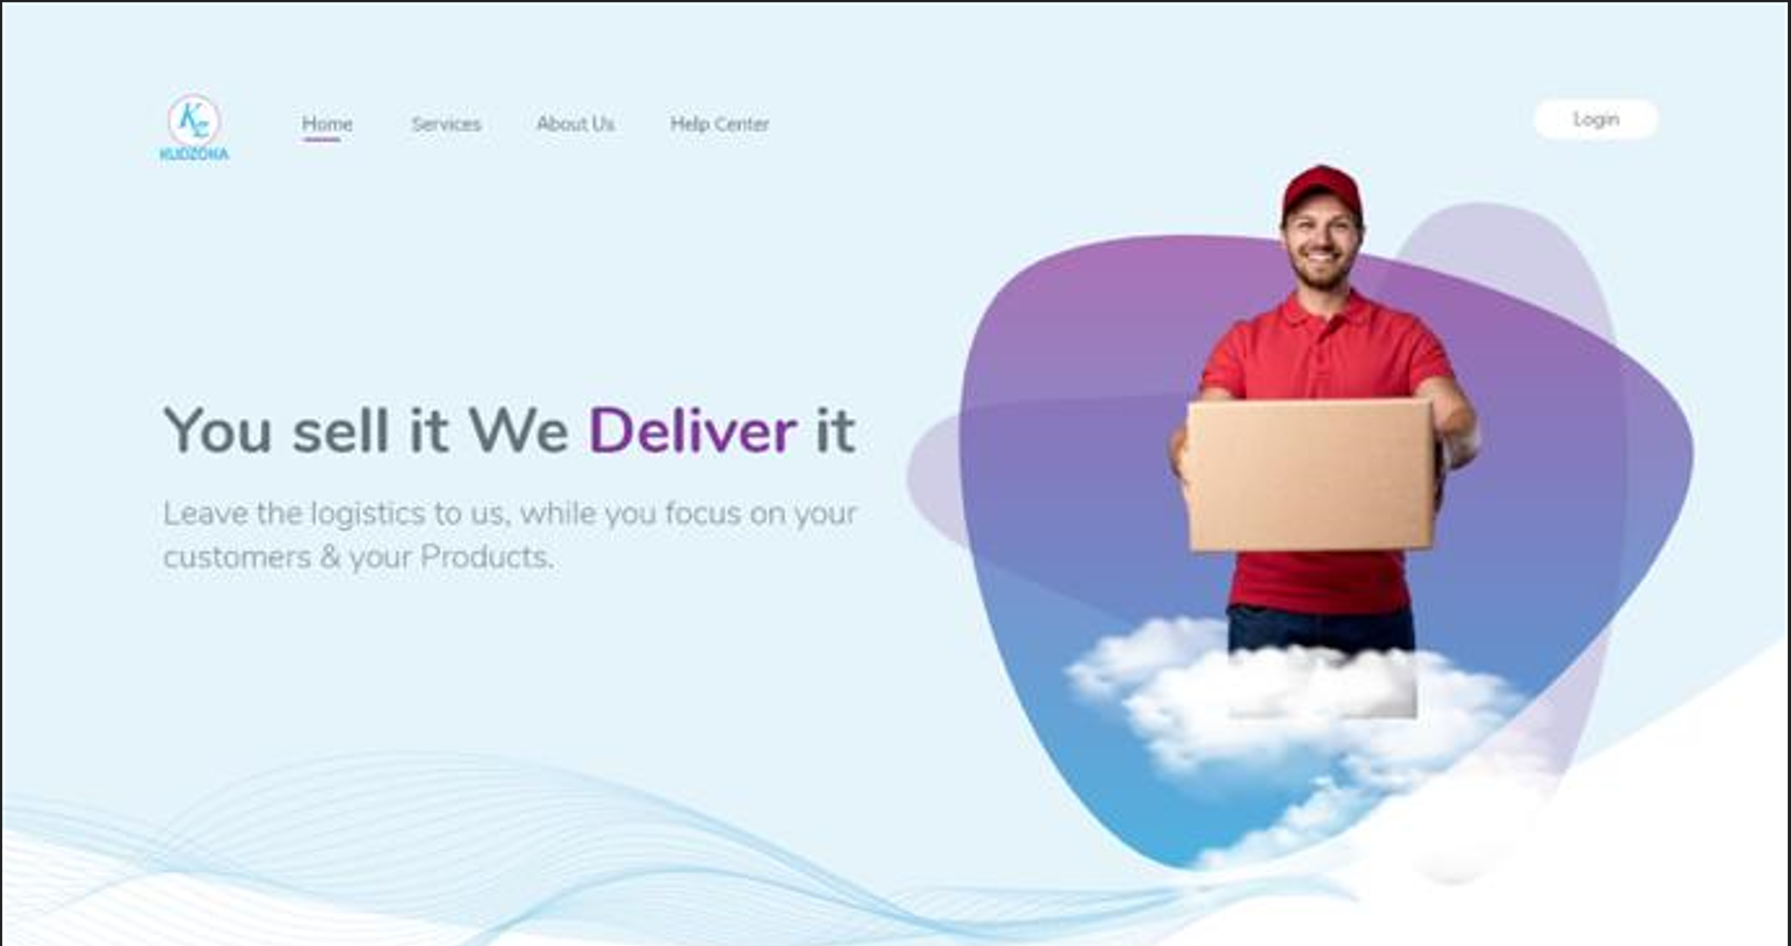 KUDZOKA
Home
Services
About Us
Help Center
Login
You sell it We Deliver it
Leave the logistics to us, while you focus on your
customers & your Products.